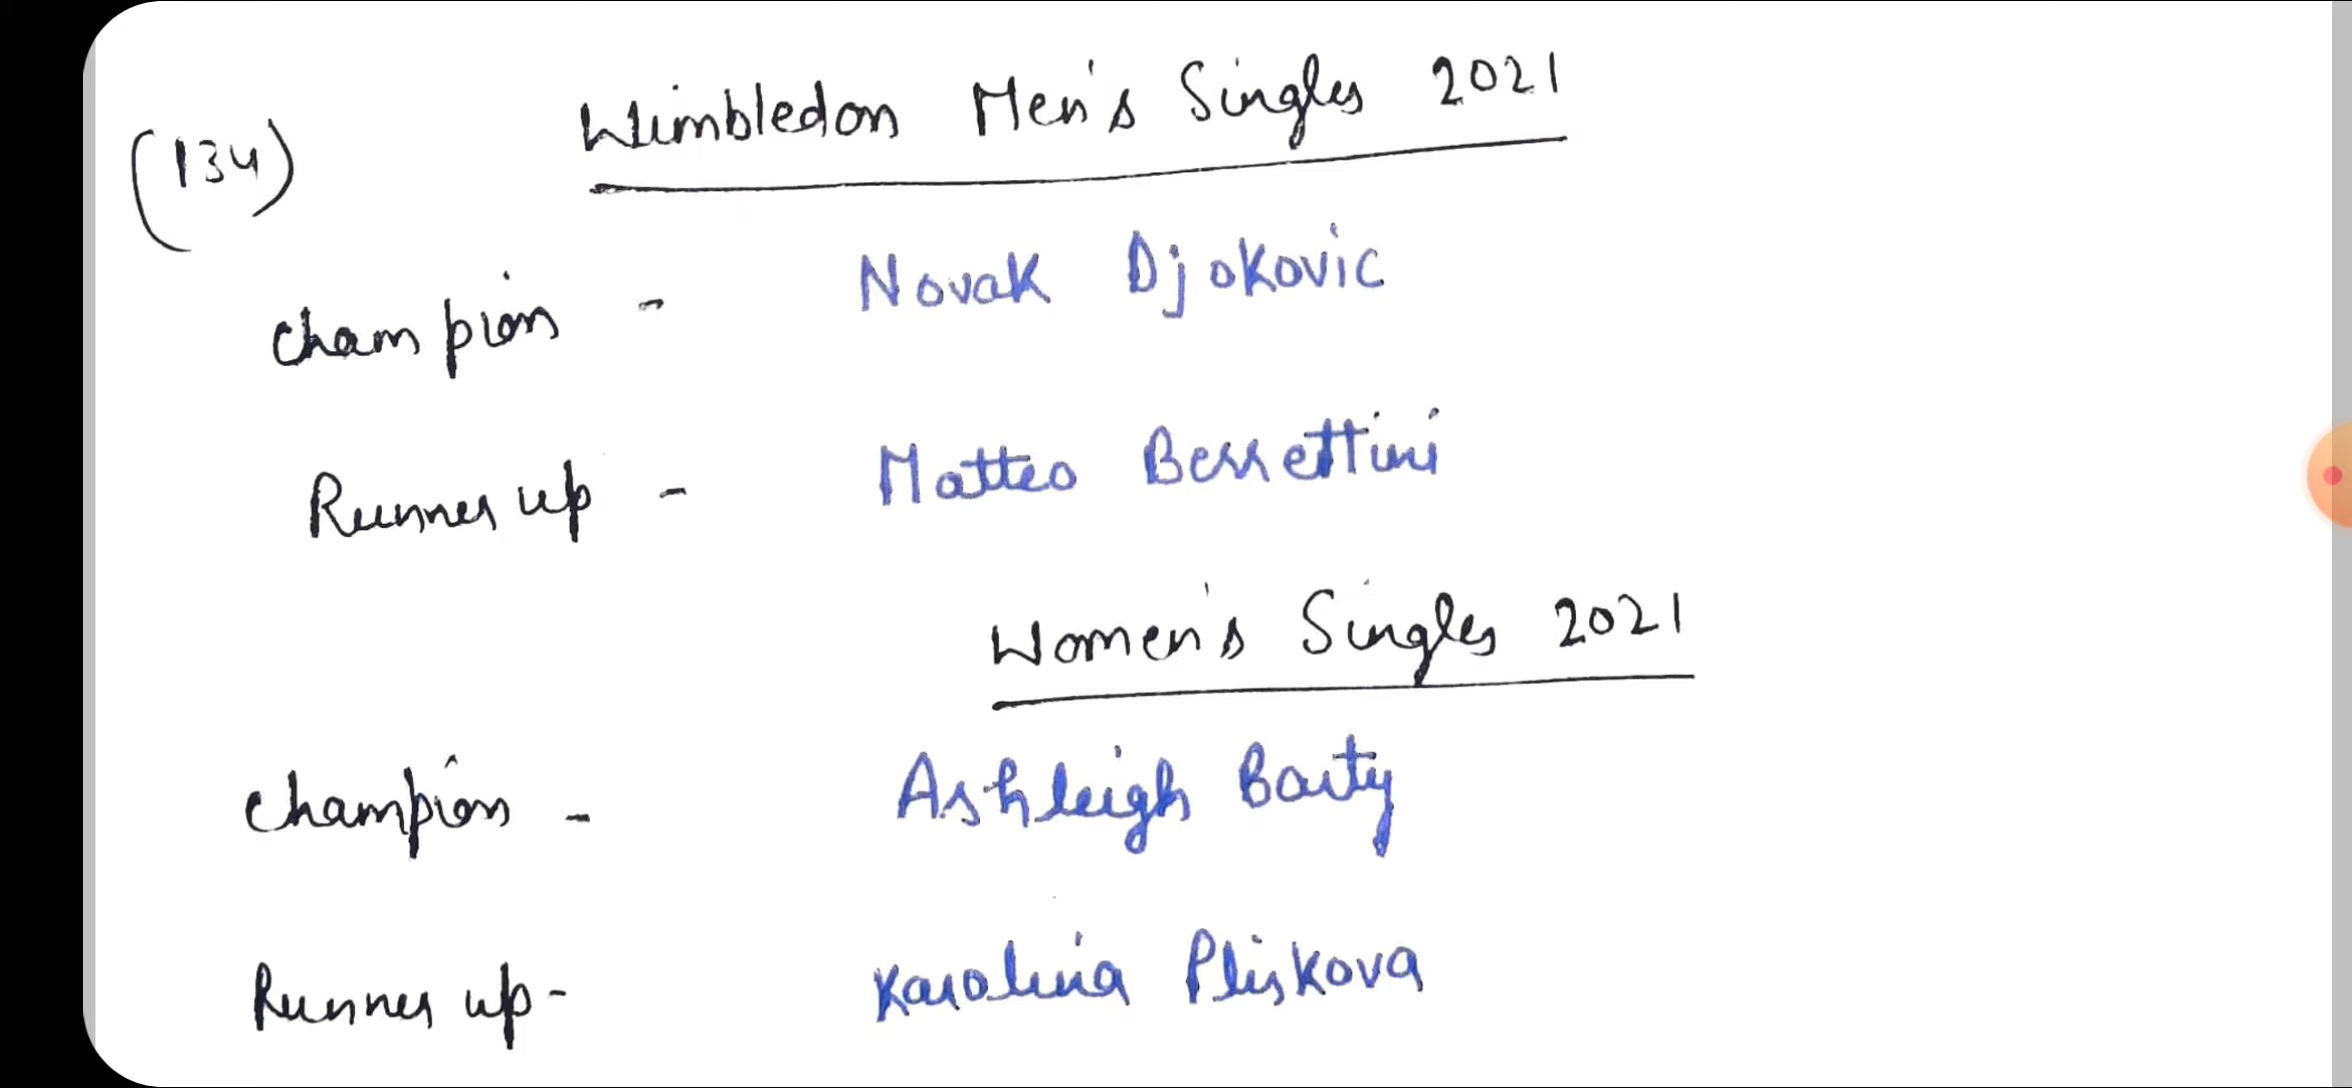 (134) Wimbledon Men's Singles 2021
Champion - Novak Djokovic
Runner up - Matteo Berrettini
Women's Singles 2021
Champion - Ashleigh Barty
Runner up - Karolina Pliskova